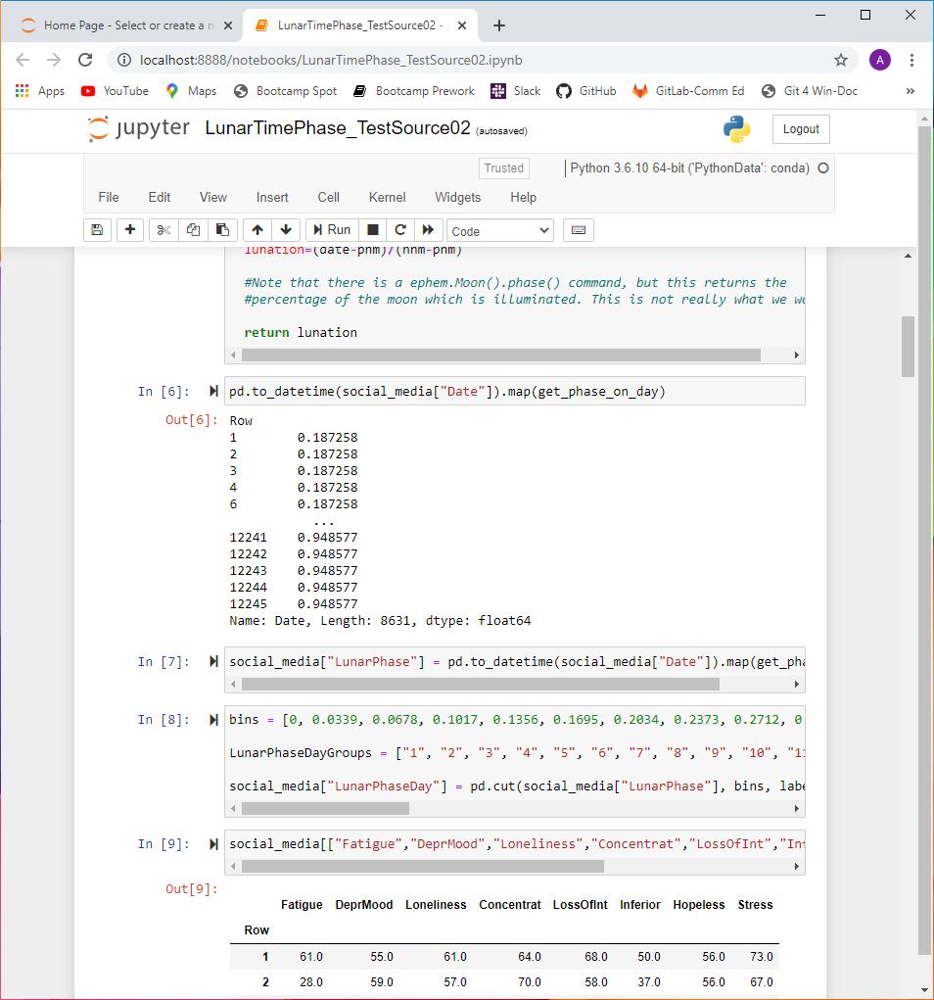 Home Page - Select or create a n
LunarTimePhase_TestSource02 -
localhost:8888/notebooks/LunarTimePhase_TestSource02.ipynb
A
Apps
YouTube
Maps
Bootcamp Spot
Bootcamp Prework
Slack
GitHub
GitLab-Comm Ed
Git 4 Win-Doc
»
jupyter LunarTimePhase_TestSource02 (autosaved)
Logout
Trusted
Python 3.6.10 64-bit ('PythonData': conda)
File Edit View Insert Cell Kernel Widgets Help
Run
Code
lunation=(date-pnm)/(nnm-pnm)
#Note that there is a ephem.Moon().phase() command, but this returns the
#percentage of the moon which is illuminated. This is not really what we wa
return lunation
In [6]: pd.to_datetime(social_media["Date"]).map(get_phase_on_day)
Out[6]: Row
1 0.187258
2 0.187258
3 0.187258
4 0.187258
6 0.187258
...
12241 0.948577
12242 0.948577
12243 0.948577
12244 0.948577
12245 0.948577
Name: Date, Length: 8631, dtype: float64
In [7]: social_media["LunarPhase"] = pd.to_datetime(social_media["Date"]).map(get_pha
In [8]: bins = [0, 0.0339, 0.0678, 0.1017, 0.1356, 0.1695, 0.2034, 0.2373, 0.2712, 0
LunarPhaseDayGroups = ["1", "2", "3", "4", "5", "6", "7", "8", "9", "10", "11
social_media["LunarPhaseDay"] = pd.cut(social_media["LunarPhase"], bins, labe
In [9]: social_media[["Fatigue","DeprMood","Loneliness","Concentrat","LossOfInt","Inf
Out[9]:
Fatigue DeprMood Loneliness Concentrat LossOfInt Inferior Hopeless Stress
Row
1 61.0 55.0 61.0 64.0 68.0 50.0 56.0 73.0
2 28.0 59.0 57.0 70.0 58.0 37.0 56.0 67.0